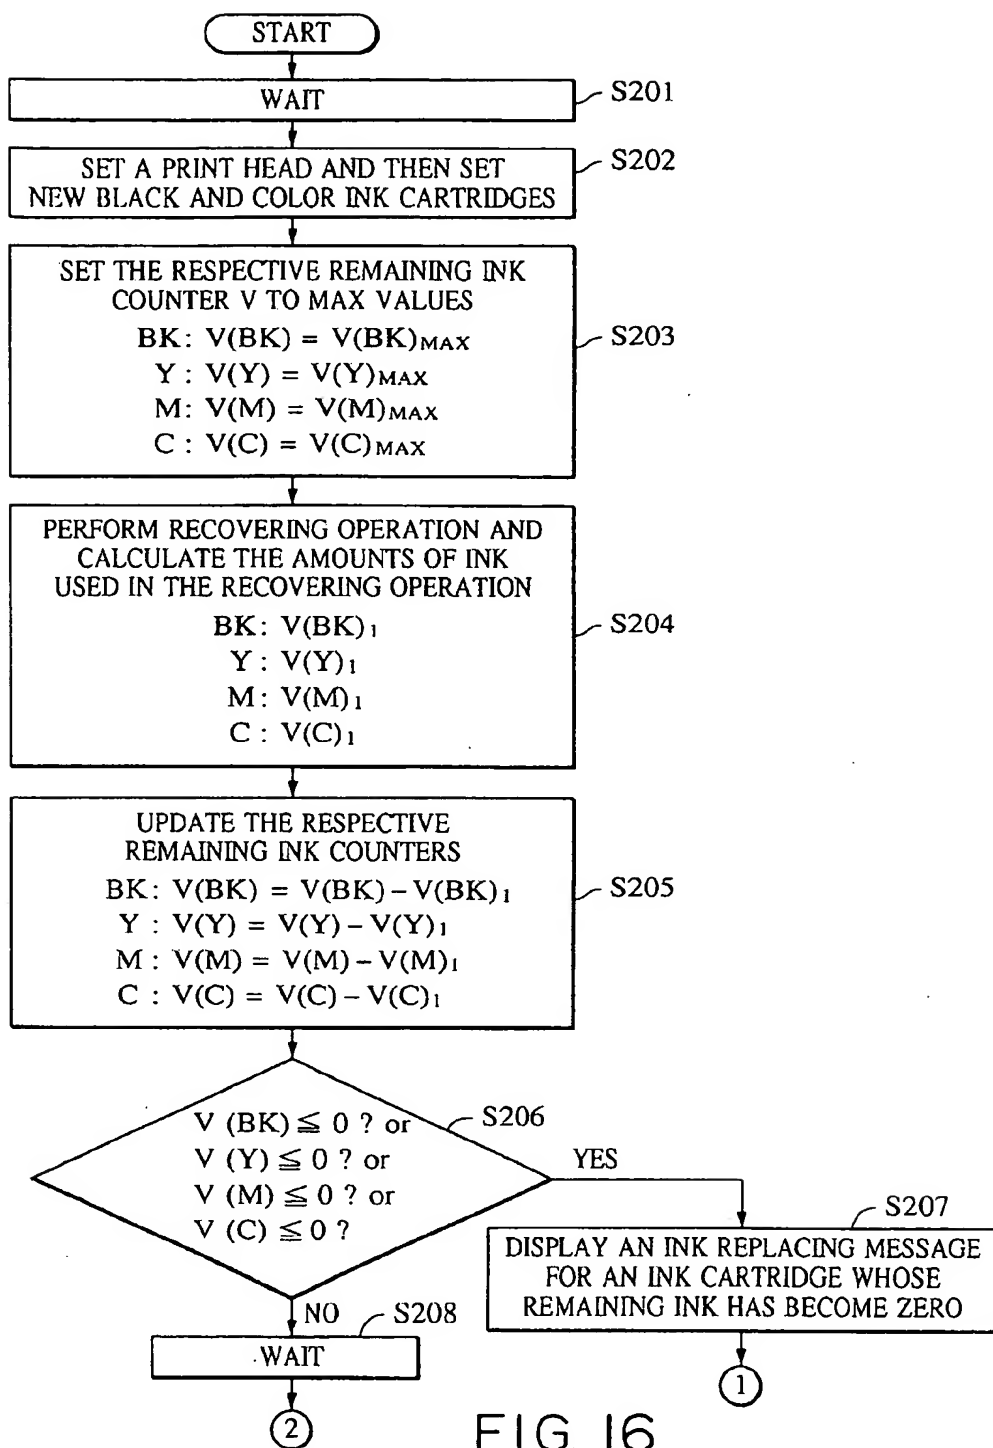 START
WAIT
S201
SET A PRINT HEAD AND THEN SET
NEW BLACK AND COLOR INK CARTRIDGES
S202
SET THE RESPECTIVE REMAINING INK
COUNTER V TO MAX VALUES
BK: V(BK) = V(BK)MAX
Y: V(Y) = V(Y)MAX
M: V(M) = V(M)MAX
C: V(C) = V(C)MAX
S203
PERFORM RECOVERING OPERATION AND
CALCULATE THE AMOUNTS OF INK
USED IN THE RECOVERING OPERATION
BK: V(BK)1
Y: V(Y)1
M: V(M)1
C: V(C)1
S204
UPDATE THE RESPECTIVE
REMAINING INK COUNTERS
BK: V(BK) = V(BK) – V(BK)1
Y: V(Y) = V(Y) – V(Y)1
M: V(M) = V(M) – V(M)1
C: V(C) = V(C) – V(C)1
S205
V (BK) ≦ 0 ? or
V (Y) ≦ 0 ? or
V (M) ≦ 0 ? or
V (C) ≦ 0 ?
S206
YES
S207
DISPLAY AN INK REPLACING MESSAGE
FOR AN INK CARTRIDGE WHOSE
REMAINING INK HAS BECOME ZERO
1
NO
S208
WAIT
2
FIG. 16